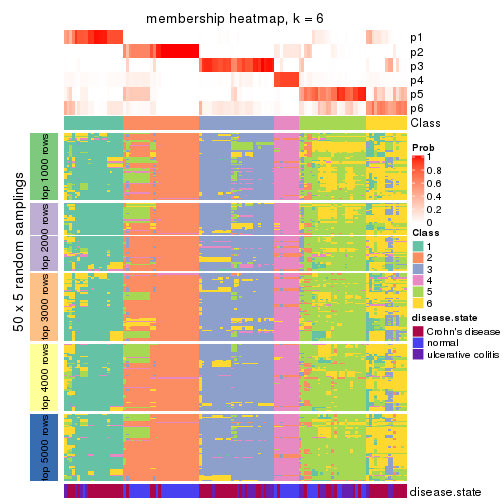 membership heatmap, k = 6
p1
p2
p3
p4
p5
p6
Class
50 x 5 random samplings
top 1000 rows
top 2000 rows
top 3000 rows
top 4000 rows
top 5000 rows
Prob
1
0.8
0.6
0.4
0.2
0
Class
1
2
3
4
5
6
disease.state
Crohn's disease
normal
ulcerative colitis
disease.state